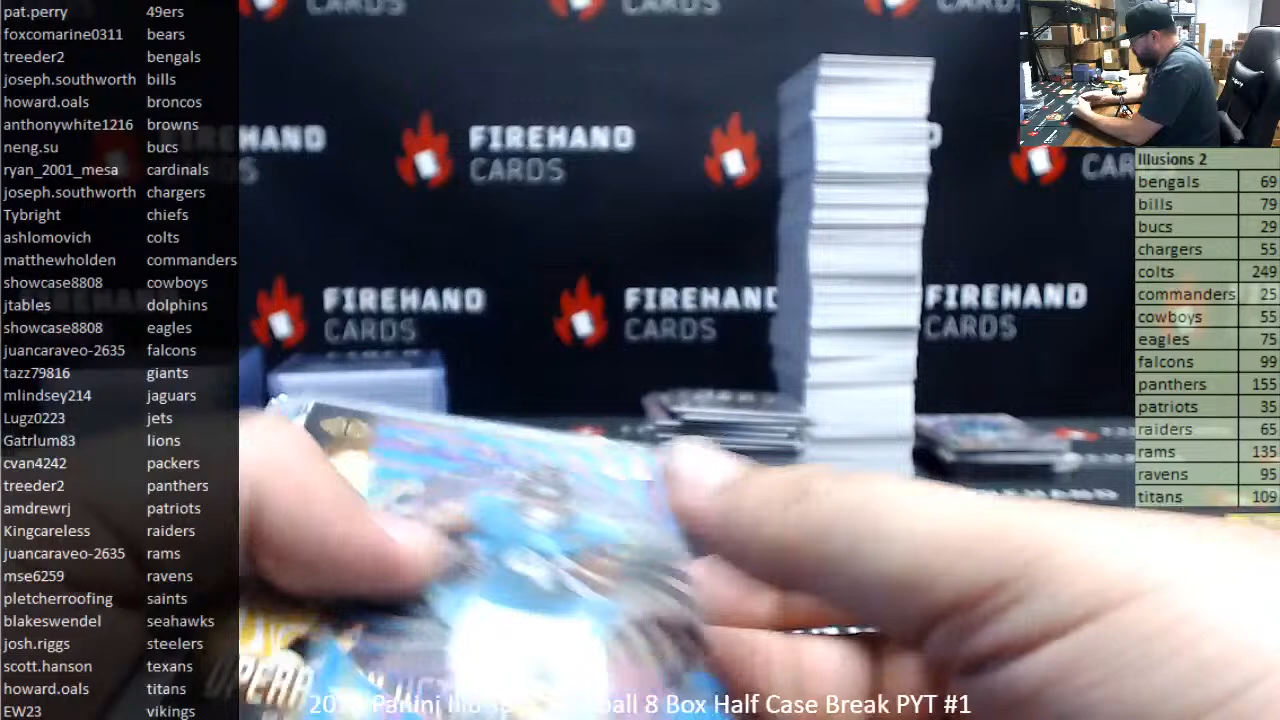 pat.perry 49ers
foxcomarine0311 bears
treeder2 bengals
joseph.southworth bills
howard.oals broncos
anthonywhite1216 browns
neng.su bucs
ryan_2001_mesa cardinals
joseph.southworth chargers
Tybright chiefs
ashlomovich colts
matthewholden commanders
showcase8808 cowboys
jtables dolphins
showcase8808 eagles
juancaraveo-2635 falcons
tazz79816 giants
mlindsey214 jaguars
Lugz0223 jets
Gatrlum83 lions
cvan4242 packers
treeder2 panthers
amdrewrj patriots
Kingcareless raiders
juancaraveo-2635 rams
mse6259 ravens
pletcherroofing saints
blakeswendel seahawks
josh.riggs steelers
scott.hanson texans
howard.oals titans
EW23 vikings
CARDS
CARDS
FIREHAND
CARDS
FIREHAND
CARDS
FIREHAND
CARDS
FIREHAND
CARDS
Illusions 2
bengals 69
bills 79
bucs 29
chargers 55
colts 249
commanders 25
cowboys 55
eagles 75
falcons 99
panthers 155
patriots 35
raiders 65
rams 135
ravens 95
titans 109
Panini 8 Box Half Case Break PYT #1